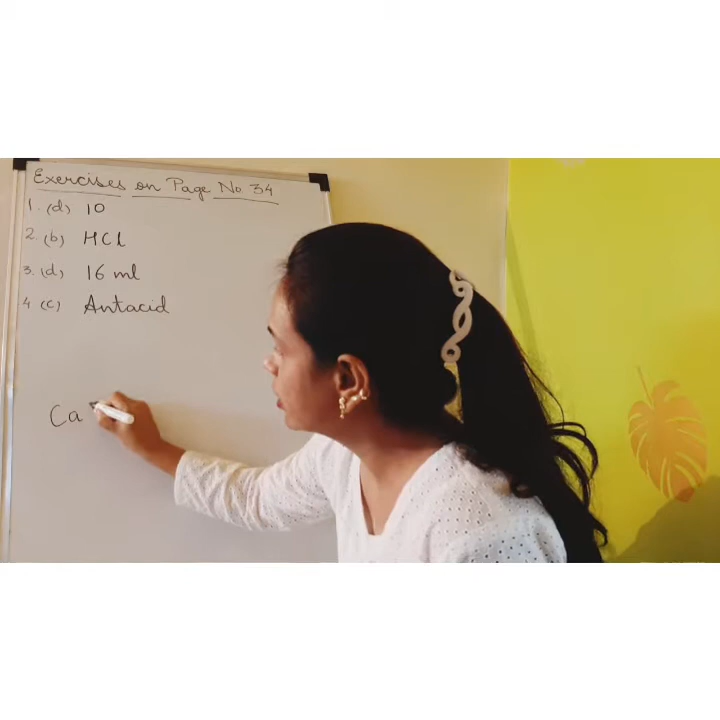 Exercises on Page No. 34
1. (d) 10
2. (b) HCl
3. (d) 16 ml
4 (c) Antacid
Ca